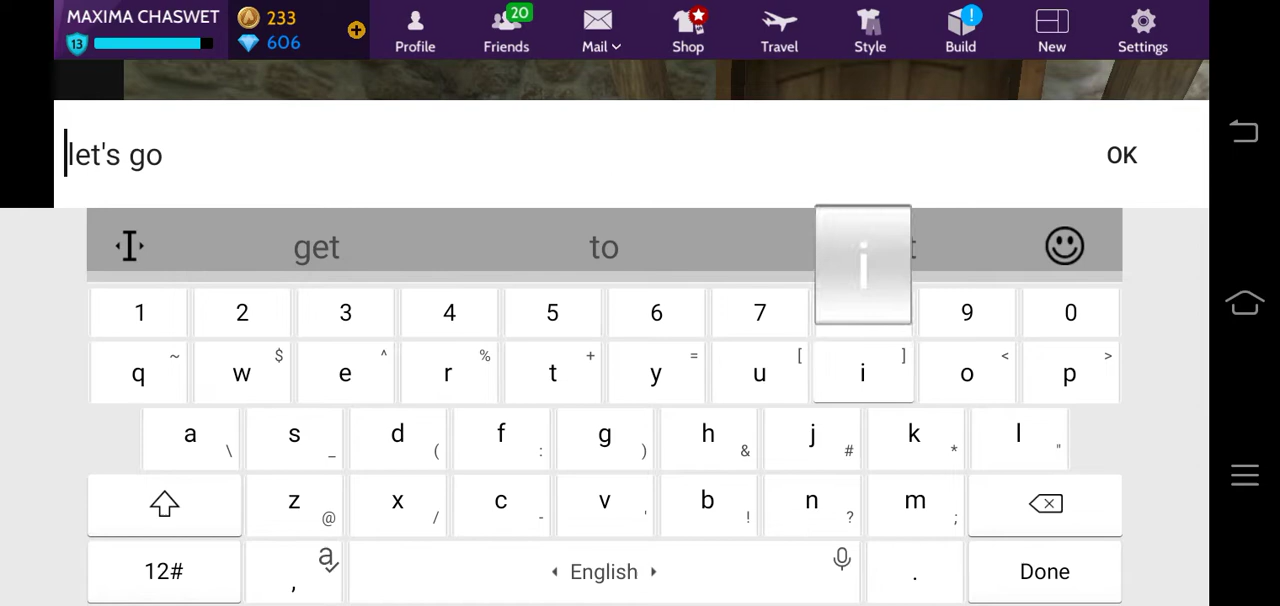 MAXIMA CHASWET
13
233
606
20
!
Profile
Friends
Mail
Shop
Travel
Style
Build
New
Settings
let's go
OK
get
to
i
t
1 2 3 4 5 6 7 9 0
q ~ w $ e ^ r % t + y = u [ i ] o < p >
a \ s _ d ( f : g ) h & j # k * l "
z @ x / c - v ' b ! n ? m ;
12# , a English . Done